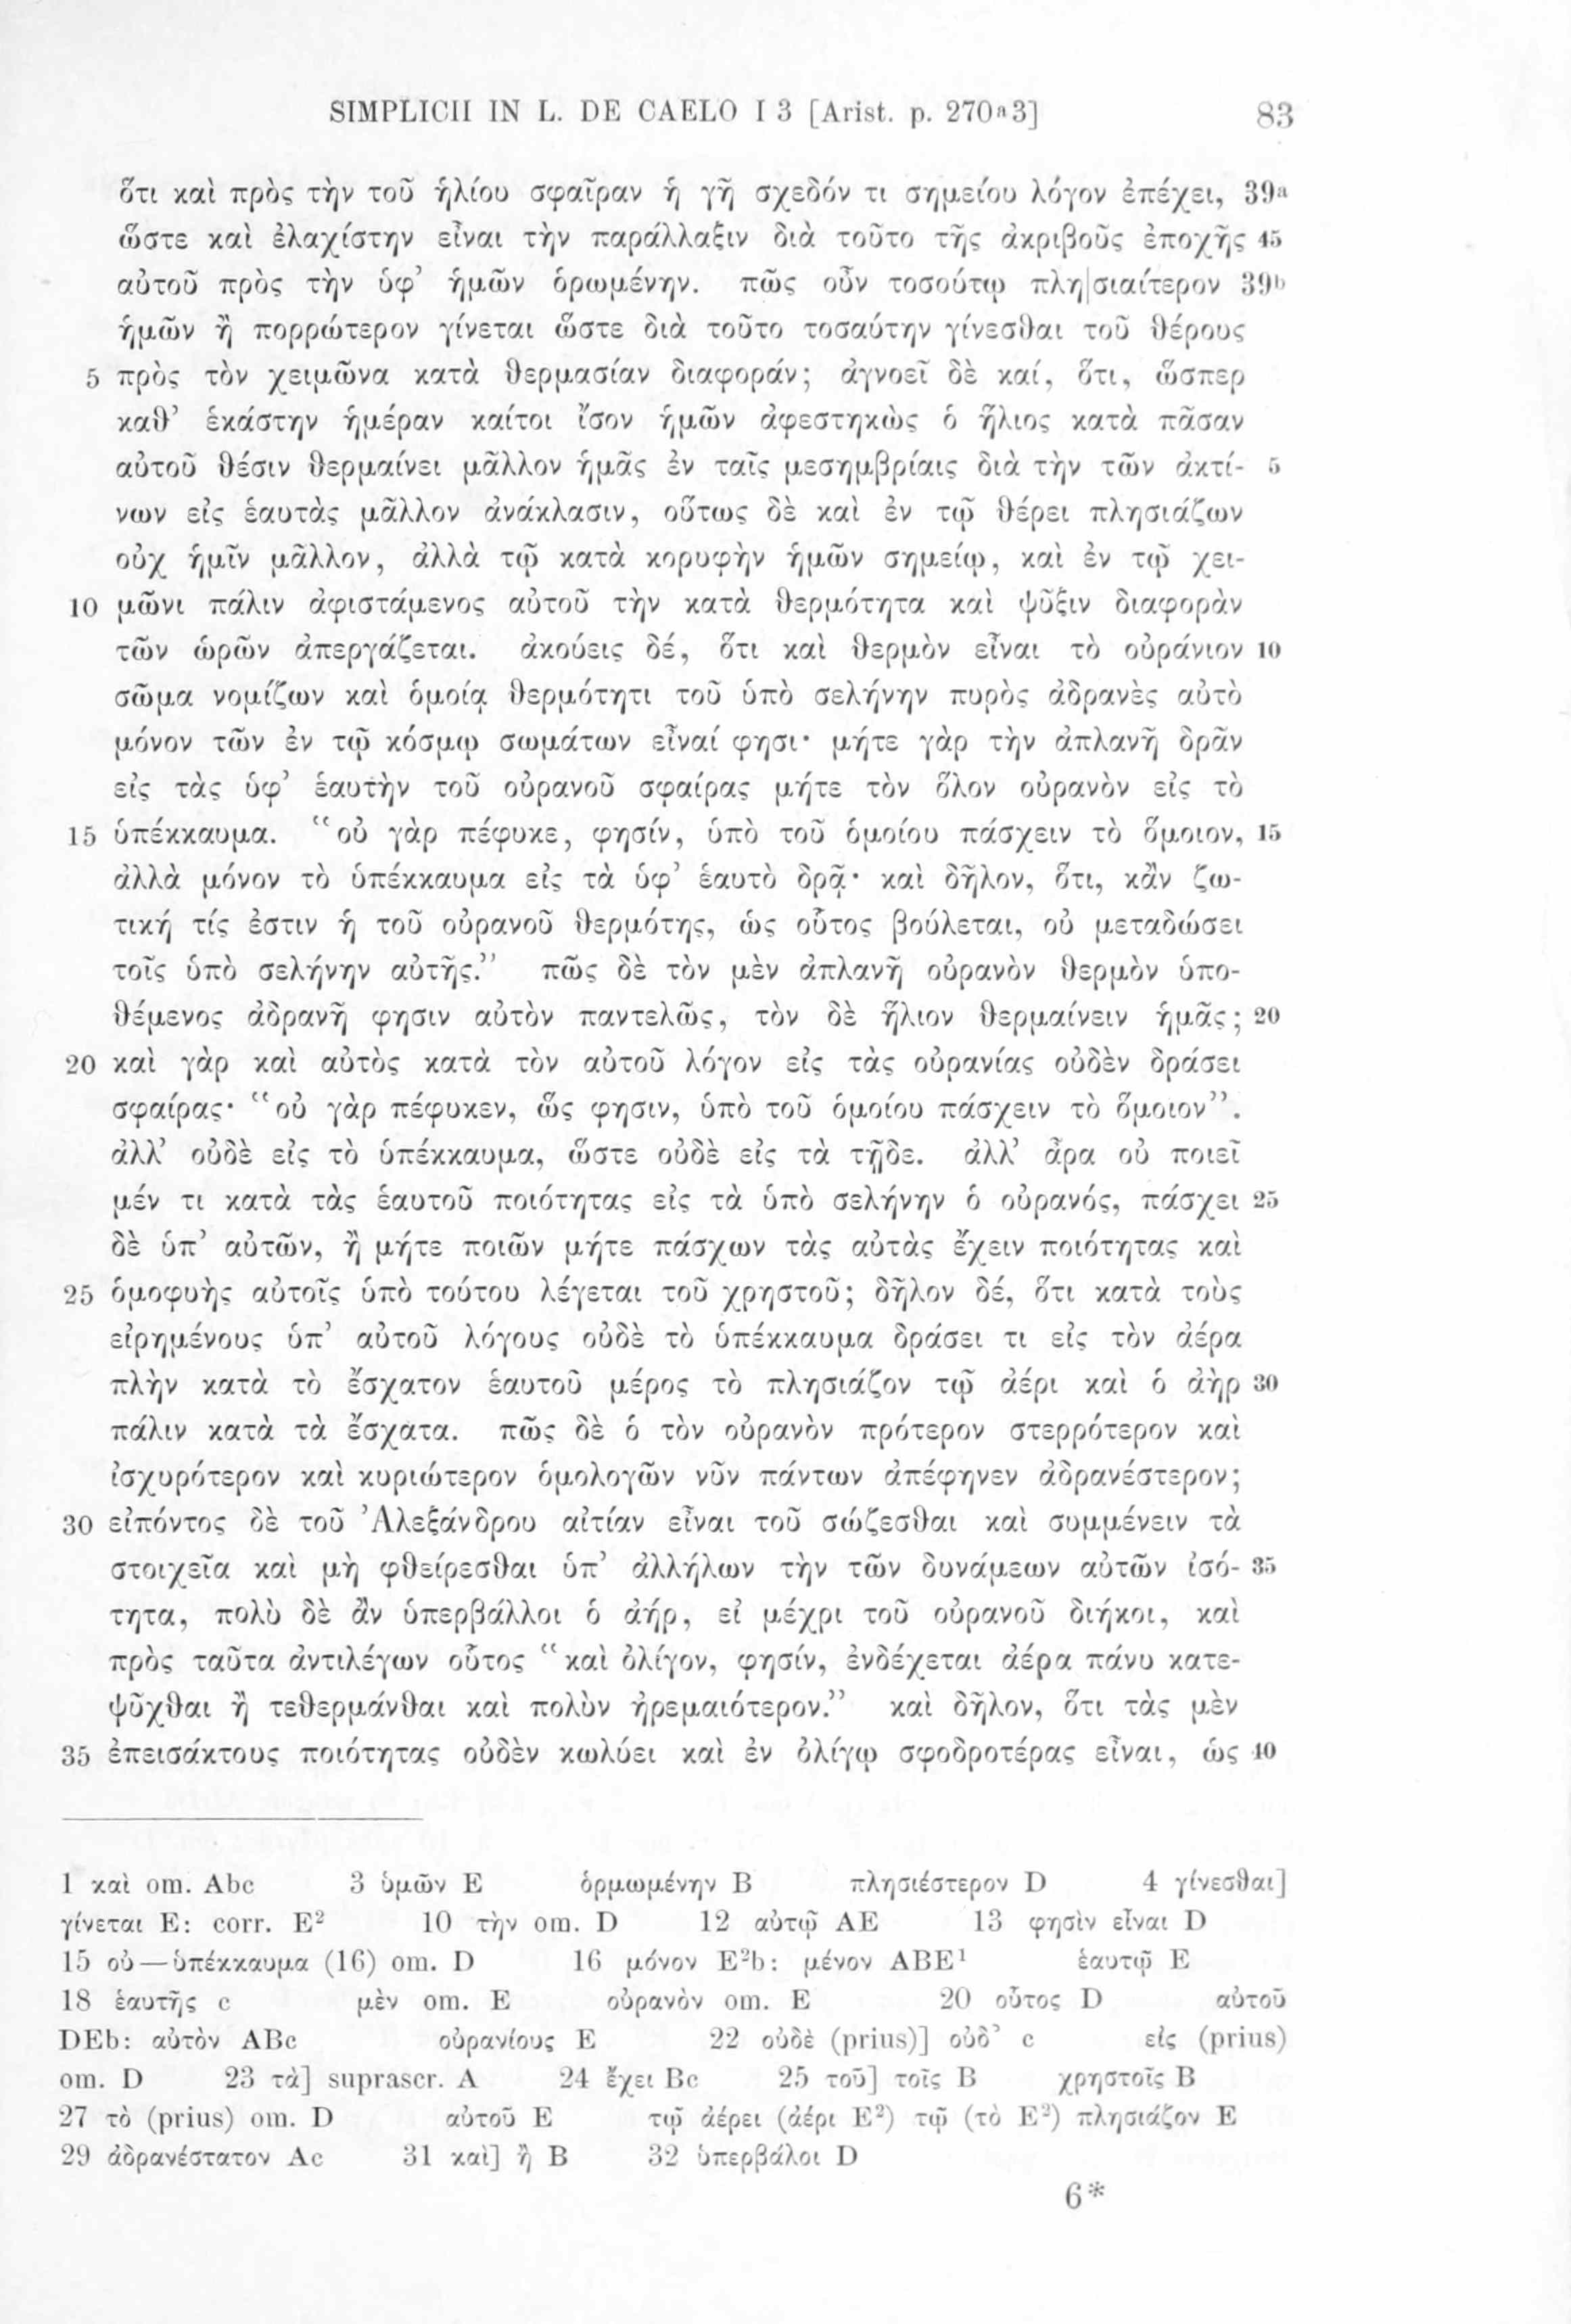 SIMPLICII IN L. DE CAELO I 3 [Arist. p. 270ᵃ3] 83
ὅτι καὶ πρὸς τὴν τοῦ ἡλίου σφαῖραν ἡ γῆ σχεδόν τι σημείου λόγον ἐπέχει, 39ᵃ
ὥστε καὶ ἐλαχίστην εἶναι τὴν παράλλαξιν διὰ τοῦτο τῆς ἀκριβοῦς ἐποχῆς 45
αὐτοῦ πρὸς τὴν ὑφ’ ἡμῶν ὁρωμένην. πῶς οὖν τοσούτῳ πλη|σιαίτερον 39ᵇ
ἡμῶν ἢ πορρώτερον γίνεται ὥστε διὰ τοῦτο τοσαύτην γίνεσθαι τοῦ θέρους
5 πρὸς τὸν χειμῶνα κατὰ θερμασίαν διαφοράν; ἀγνοεῖ δὲ καί, ὅτι, ὥσπερ
καθ’ ἑκάστην ἡμέραν καίτοι ἴσον ἡμῶν ἀφεστηκὼς ὁ ἥλιος κατὰ πᾶσαν
αὐτοῦ θέσιν θερμαίνει μᾶλλον ἡμᾶς ἐν ταῖς μεσημβρίαις διὰ τὴν τῶν ἀκτί- 5
νων εἰς ἑαυτὰς μᾶλλον ἀνάκλασιν, οὕτως δὲ καὶ ἐν τῷ θέρει πλησιάζων
οὐχ ἡμῖν μᾶλλον, ἀλλὰ τῷ κατὰ κορυφὴν ἡμῶν σημείῳ, καὶ ἐν τῷ χει-
10 μῶνι πάλιν ἀφιστάμενος αὐτοῦ τὴν κατὰ θερμότητα καὶ ψῦξιν διαφορὰν
τῶν ὡρῶν ἀπεργάζεται. ἀκούεις δέ, ὅτι καὶ θερμὸν εἶναι τὸ οὐράνιον 10
σῶμα νομίζων καὶ ὁμοίᾳ θερμότητι τοῦ ὑπὸ σελήνην πυρὸς ἀδρανὲς αὐτὸ
μόνον τῶν ἐν τῷ κόσμῳ σωμάτων εἶναί φησι· μήτε γὰρ τὴν ἀπλανῆ δρᾶν
εἰς τὰς ὑφ’ ἑαυτὴν τοῦ οὐρανοῦ σφαίρας μήτε τὸν ὅλον οὐρανὸν εἰς τὸ
15 ὑπέκκαυμα. “οὐ γὰρ πέφυκε, φησίν, ὑπὸ τοῦ ὁμοίου πάσχειν τὸ ὅμοιον, 15
ἀλλὰ μόνον τὸ ὑπέκκαυμα εἰς τὰ ὑφ’ ἑαυτὸ δρᾷ· καὶ δῆλον, ὅτι, κἂν ζω-
τική τίς ἐστιν ἡ τοῦ οὐρανοῦ θερμότης, ὡς οὗτος βούλεται, οὐ μεταδώσει
τοῖς ὑπὸ σελήνην αὐτῆς.” πῶς δὲ τὸν μὲν ἀπλανῆ οὐρανὸν θερμὸν ὑπο-
θέμενος ἀδρανῆ φησιν αὐτὸν παντελῶς, τὸν δὲ ἥλιον θερμαίνειν ἡμᾶς; 20
20 καὶ γὰρ καὶ αὐτὸς κατὰ τὸν αὐτοῦ λόγον εἰς τὰς οὐρανίας οὐδὲν δράσει
σφαίρας· “οὐ γὰρ πέφυκεν, ὥς φησιν, ὑπὸ τοῦ ὁμοίου πάσχειν τὸ ὅμοιον”.
ἀλλ’ οὐδὲ εἰς τὸ ὑπέκκαυμα, ὥστε οὐδὲ εἰς τὰ τῇδε. ἀλλ’ ἆρα οὐ ποιεῖ
μέν τι κατὰ τὰς ἑαυτοῦ ποιότητας εἰς τὰ ὑπὸ σελήνην ὁ οὐρανός, πάσχει 25
δὲ ὑπ’ αὐτῶν, ἢ μήτε ποιῶν μήτε πάσχων τὰς αὐτὰς ἔχειν ποιότητας καὶ
25 ὁμοφυὴς αὐτοῖς ὑπὸ τούτου λέγεται τοῦ χρηστοῦ; δῆλον δέ, ὅτι κατὰ τοὺς
εἰρημένους ὑπ’ αὐτοῦ λόγους οὐδὲ τὸ ὑπέκκαυμα δράσει τι εἰς τὸν ἀέρα
πλὴν κατὰ τὸ ἔσχατον ἑαυτοῦ μέρος τὸ πλησιάζον τῷ ἀέρι καὶ ὁ ἀὴρ 30
πάλιν κατὰ τὰ ἔσχατα. πῶς δὲ ὁ τὸν οὐρανὸν πρότερον στερρότερον καὶ
ἰσχυρότερον καὶ κυριώτερον ὁμολογῶν νῦν πάντων ἀπέφηνεν ἀδρανέστερον;
30 εἰπόντος δὲ τοῦ Ἀλεξάνδρου αἰτίαν εἶναι τοῦ σώζεσθαι καὶ συμμένειν τὰ
στοιχεῖα καὶ μὴ φθείρεσθαι ὑπ’ ἀλλήλων τὴν τῶν δυνάμεων αὐτῶν ἰσό- 35
τητα, πολὺ δὲ ἂν ὑπερβάλλοι ὁ ἀήρ, εἰ μέχρι τοῦ οὐρανοῦ διήκοι, καὶ
πρὸς ταῦτα ἀντιλέγων οὗτος “καὶ ὀλίγον, φησίν, ἐνδέχεται ἀέρα πάνυ κατε-
ψῦχθαι ἢ τεθερμάνθαι καὶ πολὺν ἠρεμαιότερον.” καὶ δῆλον, ὅτι τὰς μὲν
35 ἐπεισάκτους ποιότητας οὐδὲν κωλύει καὶ ἐν ὀλίγῳ σφοδροτέρας εἶναι, ὡς 40
1 καὶ om. Abc 3 ὑμῶν E ὁρμωμένην B πλησιέστερον D 4 γίνεσθαι]
γίνεται E: corr. E² 10 τὴν om. D 12 αὐτῷ AE 13 φησὶν εἶναι D
15 οὐ—ὑπέκκαυμα (16) om. D 16 μόνον E²b: μένον ABE¹ ἑαυτῷ E
18 ἑαυτῆς c μὲν om. E οὐρανὸν om. E 20 οὗτος D αὐτοῦ
DEb: αὐτὸν ABc οὐρανίους E 22 οὐδὲ (prius)] οὐδ’ c εἰς (prius)
om. D 23 τὰ] suprascr. A 24 ἔχει Bc 25 τοῦ] τοῖς B χρηστοῖς B
27 τὸ (prius) om. D αὐτοῦ E τῷ ἀέρει (ἀέρι E²) τῷ (τὸ E²) πλησιάζον E
29 ἀδρανέστατον Ac 31 καὶ] ἢ B 32 ὑπερβάλοι D
6*